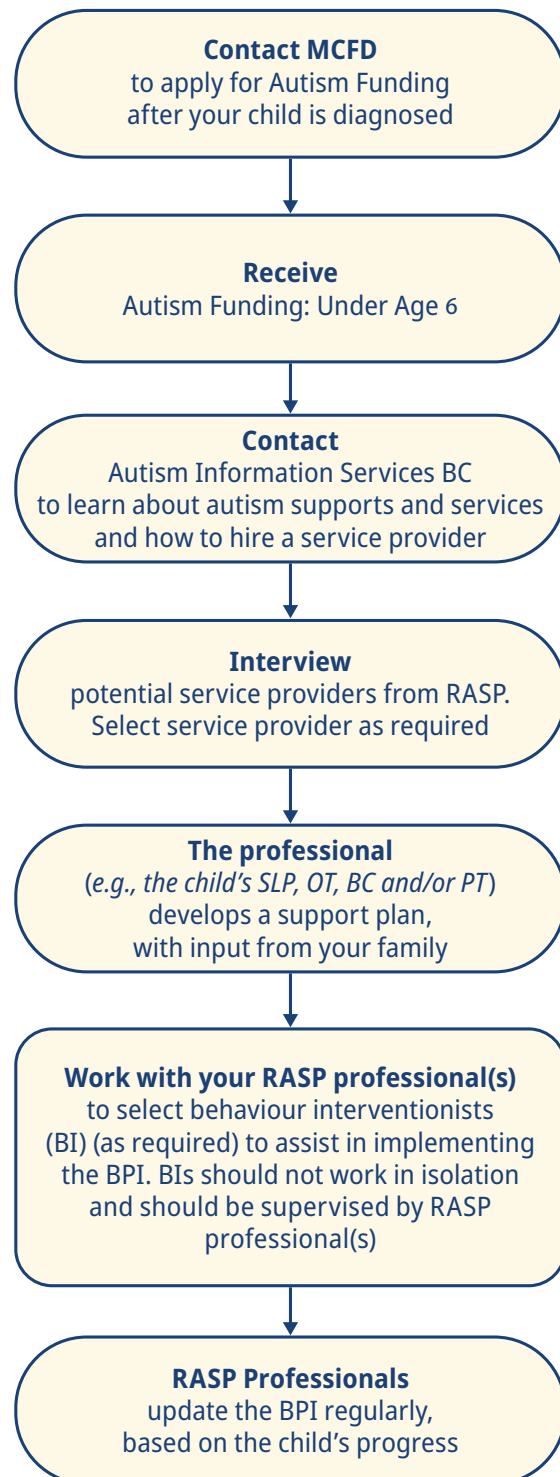 Contact MCFD
to apply for Autism Funding
after your child is diagnosed
Receive
Autism Funding: Under Age 6
Contact
Autism Information Services BC
to learn about autism supports and services
and how to hire a service provider
Interview
potential service providers from RASP.
Select service provider as required
The professional
(e.g., the child's SLP, OT, BC and/or PT)
develops a support plan,
with input from your family
Work with your RASP professional(s)
to select behaviour interventionists
(BI) (as required) to assist in implementing
the BPI. BIs should not work in isolation
and should be supervised by RASP
professional(s)
RASP Professionals
update the BPI regularly,
based on the child's progress